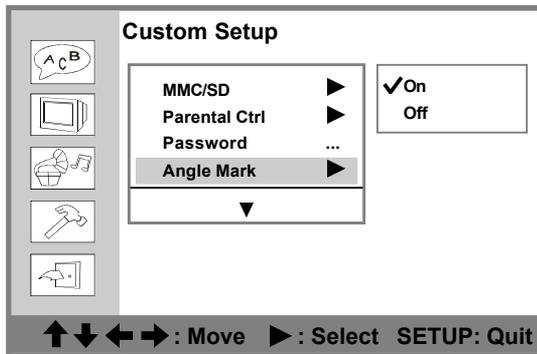 Custom Setup
A C B
MMC/SD ▶
Parental Ctrl ▶
Password ...
Angle Mark ▶
▼
✓On
Off
↑ ↓ ← → : Move ▶ : Select SETUP: Quit